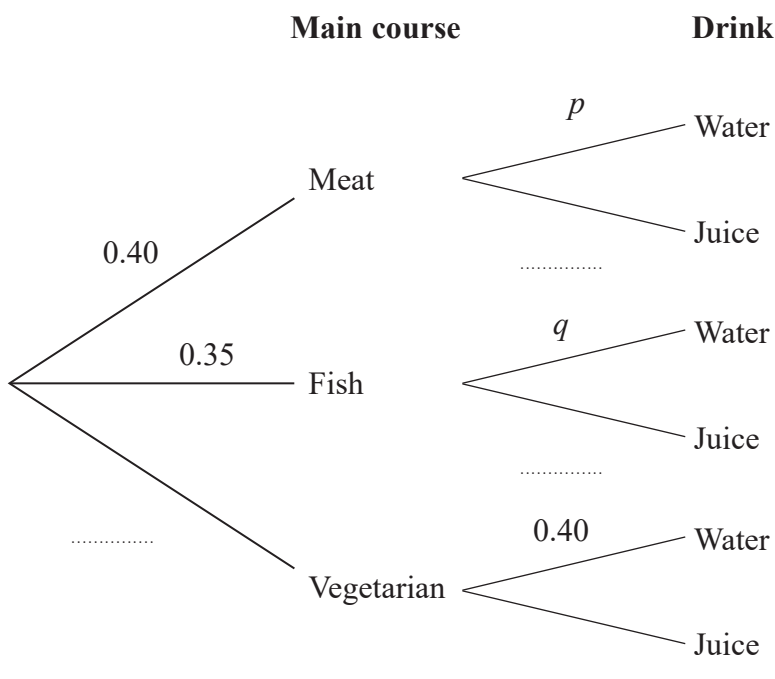 Main course Drink
p
Water
Meat
0.40
Juice
...............
q
Water
0.35
Fish
Juice
...............
0.40
Water
...............
Vegetarian
Juice